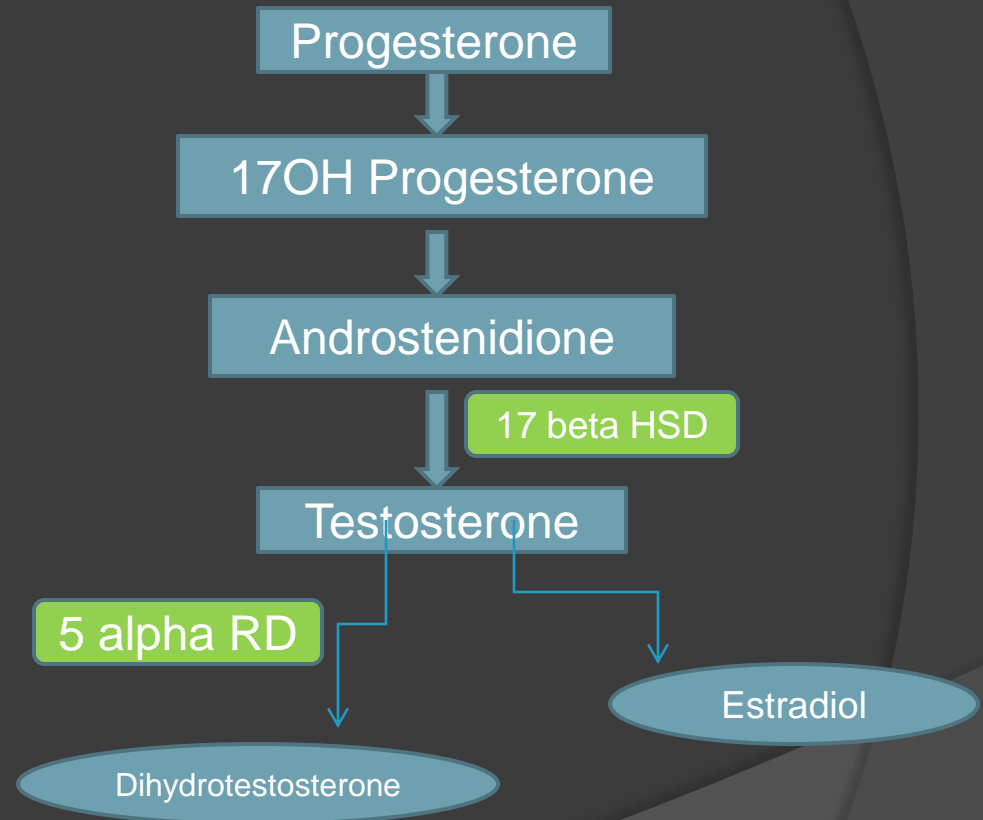 Progesterone
17OH Progesterone
Androstenidione
17 beta HSD
Testosterone
5 alpha RD
Estradiol
Dihydrotestosterone